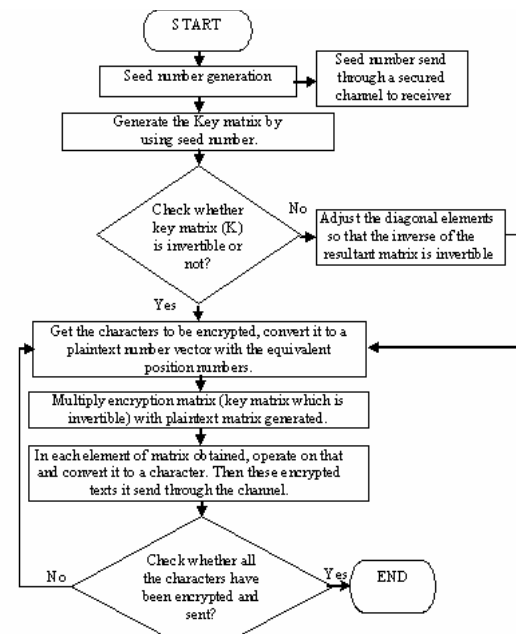 START
Seed number generation
Seed number send
through a secured
channel to receiver
Generate the Key matrix by
using seed number.
Check whether
key matrix (K)
is invertible or
not?
No
Adjust the diagonal elements
so that the inverse of the
resultant matrix is invertible
Yes
Get the characters to be encrypted, convert it to a
plaintext number vector with the equivalent
position numbers.
Multiply encryption matrix (key matrix which is
invertible) with plaintext matrix generated.
In each element of matrix obtained, operate on that
and convert it to a character. Then these encrypted
texts it send through the channel.
Check whether all
the characters have
been encrypted and
sent?
No
Yes
END